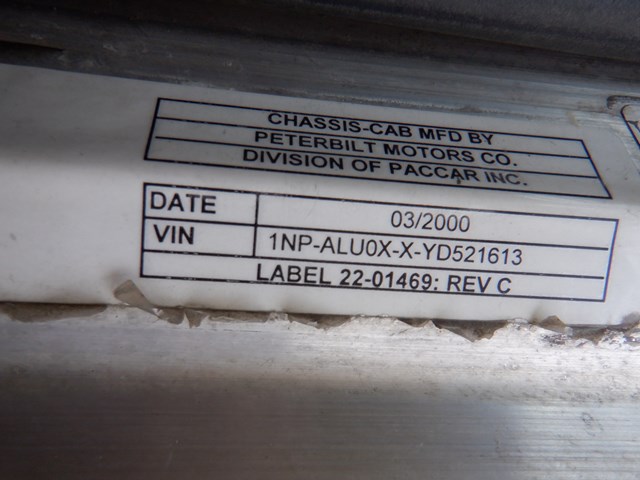 CHASSIS-CAB MFD BY
PETERBILT MOTORS CO.
DIVISION OF PACCAR INC.
DATE 03/2000
VIN 1NP-ALU0X-X-YD521613
LABEL 22-01469: REV C